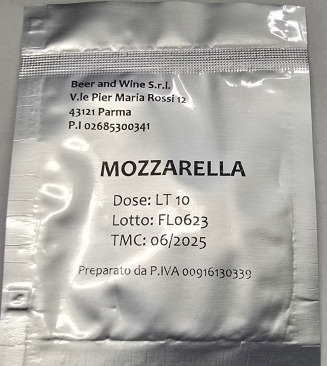 Beer and Wine S.r.l.
V.le Pier Maria Rossi 12
43121 Parma
P.I 02685300341
MOZZARELLA
Dose: LT 10
Lotto: FL0623
TMC: 06/2025
Preparato da P.IVA 00916130339